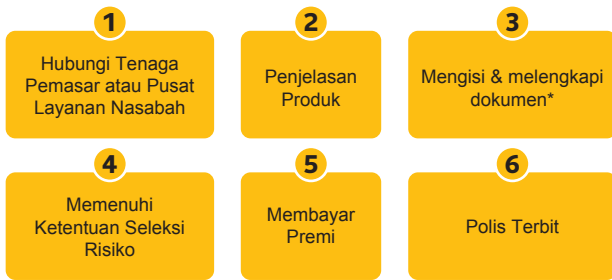 1
Hubungi Tenaga
Pemasar atau Pusat
Layanan Nasabah
2
Penjelasan
Produk
3
Mengisi & melengkapi
dokumen*
4
Memenuhi
Ketentuan Seleksi
Risiko
5
Membayar
Premi
6
Polis Terbit